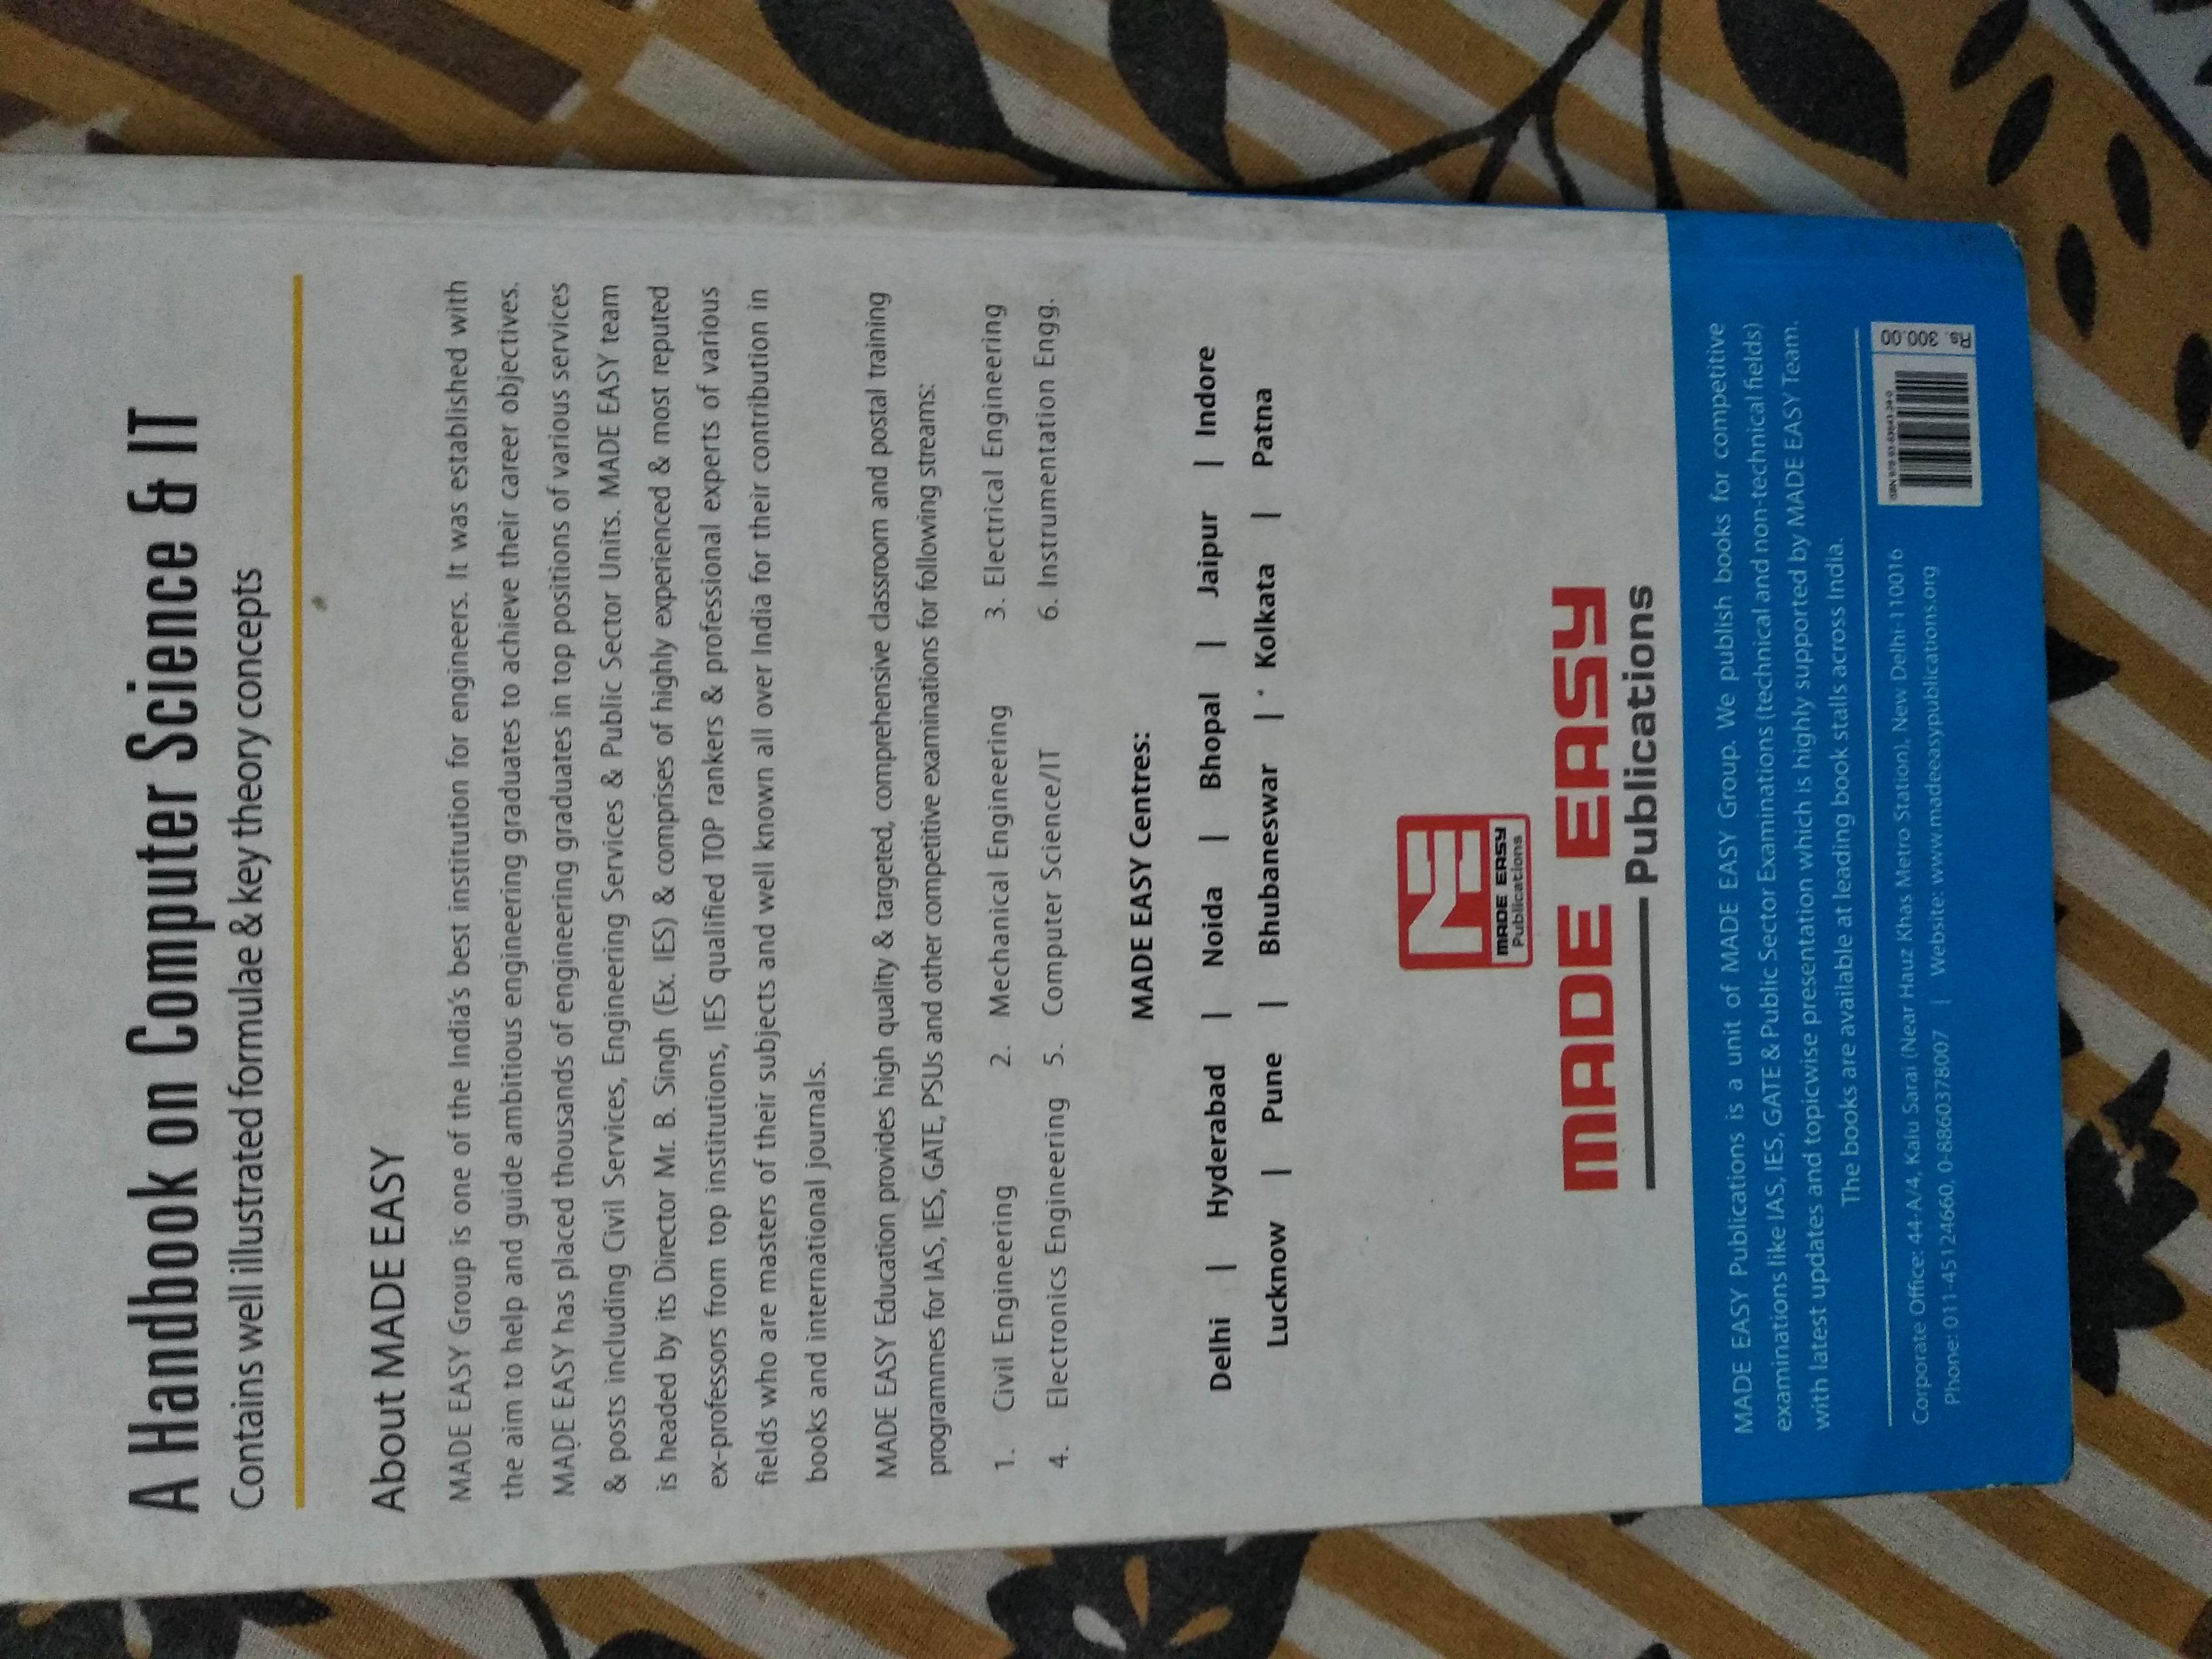 A Handbook on Computer Science & IT
Contains well illustrated formulae & key theory concepts
About MADE EASY
MADE EASY Group is one of the India's best institution for engineers. It was established with
the aim to help and guide ambitious engineering graduates to achieve their career objectives.
MADE EASY has placed thousands of engineering graduates in top positions of various services
& posts including Civil Services, Engineering Services & Public Sector Units. MADE EASY team
is headed by its Director Mr. B. Singh (Ex. IES) & comprises of highly experienced & most reputed
ex-professors from top institutions, IES qualified TOP rankers & professional experts of various
fields who are masters of their subjects and well known all over India for their contribution in
books and international journals.
MADE EASY Education provides high quality & targeted, comprehensive classroom and postal training
programmes for IAS, IES, GATE, PSUs and other competitive examinations for following streams:
1. Civil Engineering 2. Mechanical Engineering 3. Electrical Engineering
4. Electronics Engineering 5. Computer Science/IT 6. Instrumentation Engg.
MADE EASY Centres:
Delhi | Hyderabad | Noida | Bhopal | Jaipur | Indore
Lucknow | Pune | Bhubaneswar | Kolkata | Patna
MADE EASY
Publications
MADE EASY
Publications
MADE EASY Publications is a unit of MADE EASY Group. We publish books for competitive
examinations like IAS, IES, GATE & Public Sector Examinations (technical and non-technical fields)
with latest updates and topicwise presentation which is highly supported by MADE EASY Team.
The books are available at leading book stalls across India.
Corporate Office: 44-A/4, Kalu Sarai (Near Hauz Khas Metro Station), New Delhi-110016
Phone: 011-45124660, 0-8860378007 | Website: www.madeeasypublications.org
Rs.
300.00